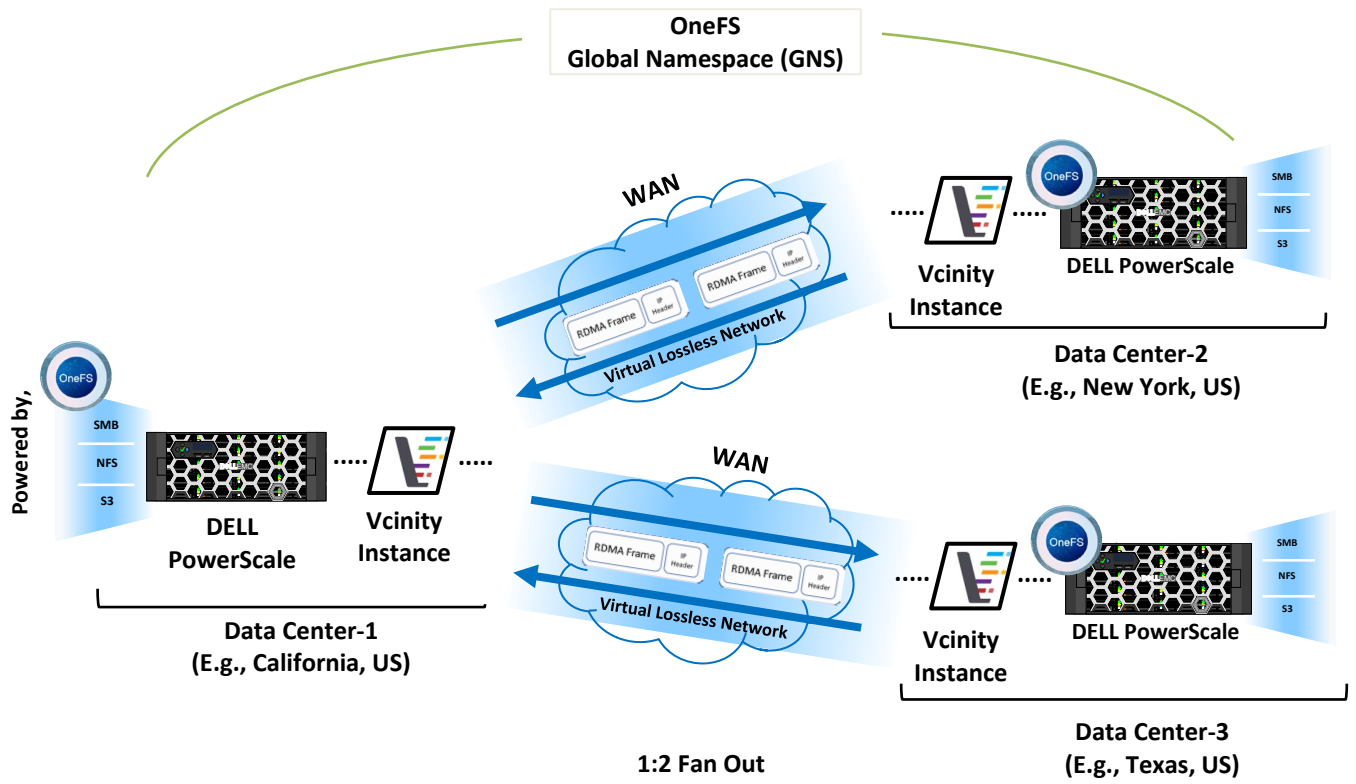 OneFS
Global Namespace (GNS)
WAN
RDMA Frame
IP
Header
RDMA Frame
IP
Header
Virtual Lossless Network
Vcinity
Instance
OneFS
DELLEMC
DELL PowerScale
SMB
NFS
S3
Data Center-2
(E.g., New York, US)
Powered by,
OneFS
SMB
NFS
S3
DELLEMC
DELL
PowerScale
Vcinity
Instance
Data Center-1
(E.g., California, US)
WAN
RDMA Frame
IP
Header
RDMA Frame
IP
Header
Virtual Lossless Network
Vcinity
Instance
OneFS
DELLEMC
DELL PowerScale
SMB
NFS
S3
Data Center-3
(E.g., Texas, US)
1:2 Fan Out